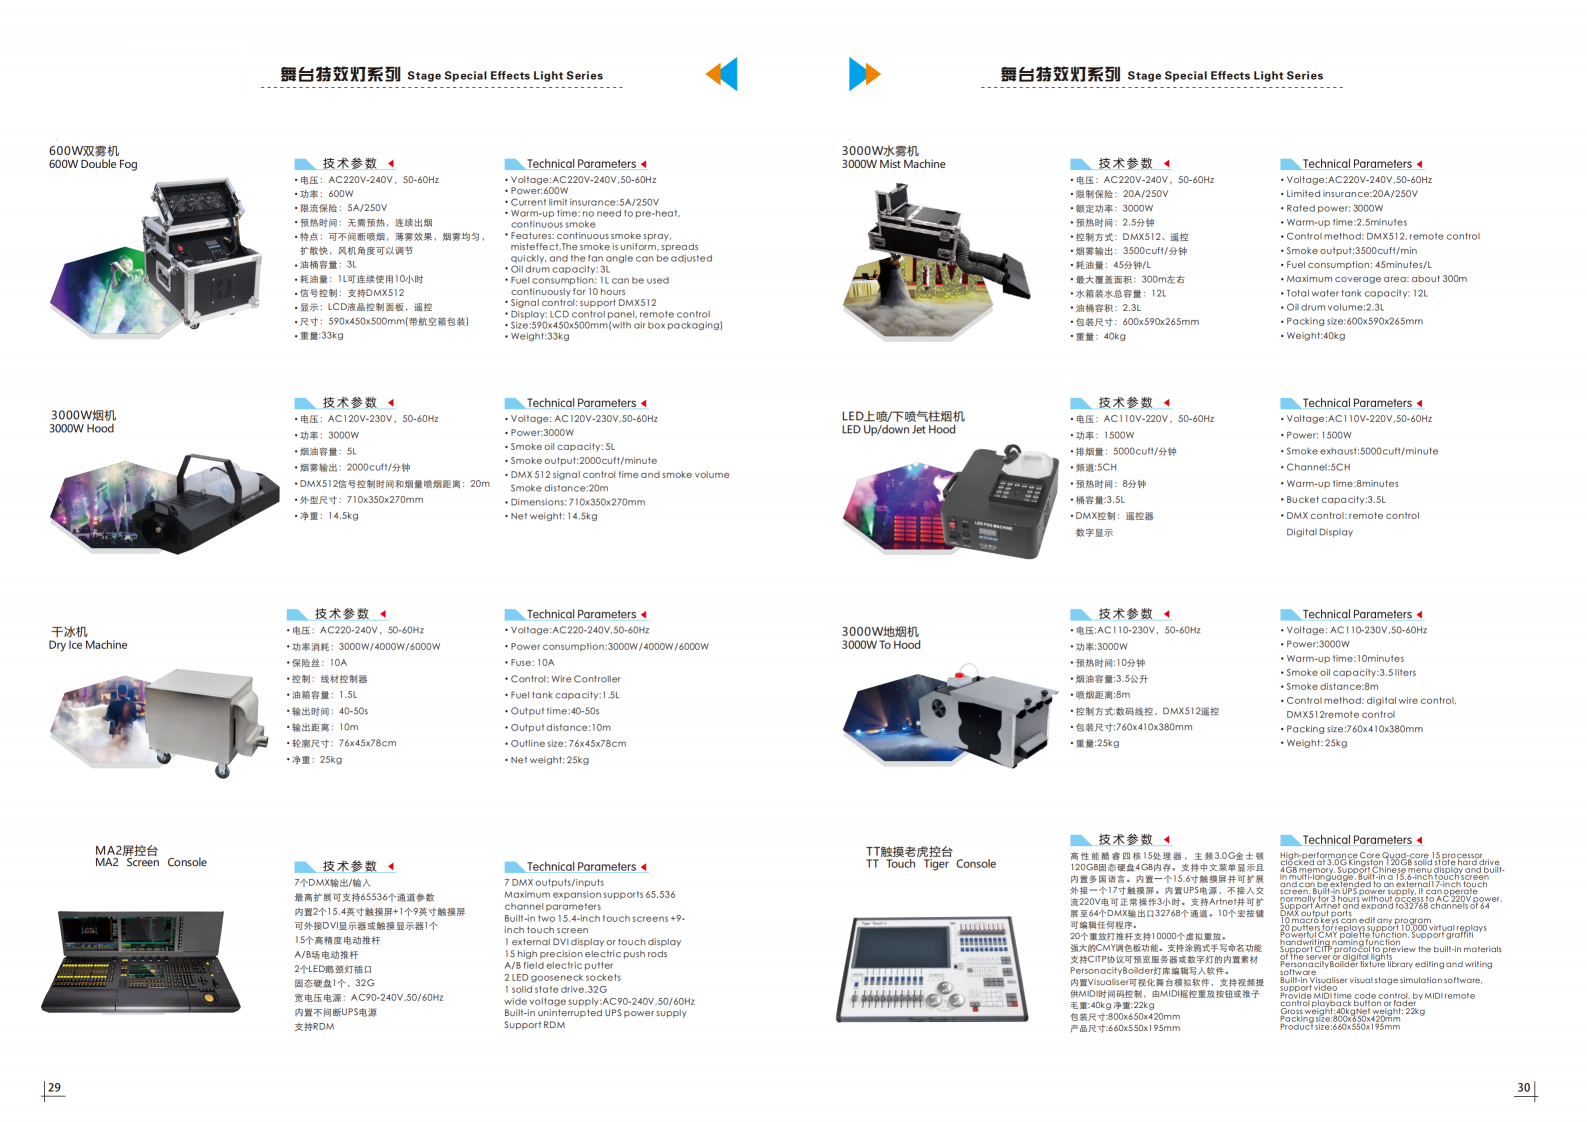 舞台特效灯系列 Stage Special Effects Light Series
600W双雾机
600W Double Fog
技术参数
• 电压：AC220V-240V，50-60Hz
• 功率：600W
• 限流保险：5A/250V
• 预热时间：无需预热，连续出烟
• 特点：可不间断喷烟，薄雾效果，烟雾均匀，
扩散快，风机角度可以调节
• 油桶容量：3L
• 耗油量：1L可连续使用10小时
• 信号控制：支持DMX512
• 显示：LCD液晶控制面板，遥控
• 尺寸：590x450x500mm(带航空箱包装)
• 重量:33kg
Technical Parameters
• Voltage:AC220V-240V,50-60Hz
• Power:600W
• Current limit insurance:5A/250V
• Warm-up time: no need to pre-heat,
continuous smoke
• Features: continuous smoke spray,
misteffect,The smoke is uniform, spreads
quickly, and the fan angle can be adjusted
• Oil drum capacity: 3L
• Fuel consumption: 1L can be used
continuously for 10 hours
• Signal control: support DMX512
• Display: LCD control panel, remote control
• Size:590x450x500mm(with air box packaging)
• Weight:33kg
3000W烟机
3000W Hood
技术参数
• 电压：AC120V-230V，50-60Hz
• 功率：3000W
• 烟油容量：5L
• 烟雾输出：2000cuft/分钟
• DMX512信号控制时间和烟量喷烟距离：20m
• 外型尺寸：710x350x270mm
• 净重：14.5kg
Technical Parameters
• Voltage: AC120V-230V,50-60Hz
• Power:3000W
• Smoke oil capacity: 5L
• Smoke output:2000cuft/minute
• DMX 512 signal control time and smoke volume
Smoke distance:20m
• Dimensions: 710x350x270mm
• Net weight: 14.5kg
干冰机
Dry Ice Machine
技术参数
• 电压：AC220-240V，50-60Hz
• 功率消耗：3000W/4000W/6000W
• 保险丝：10A
• 控制：线材控制器
• 油箱容量：1.5L
• 输出时间：40-50s
• 输出距离：10m
• 轮廓尺寸：76x45x78cm
• 净重：25kg
Technical Parameters
• Voltage:AC220-240V,50-60Hz
• Power consumption:3000W/4000W/6000W
• Fuse: 10A
• Control: Wire Controller
• Fuel tank capacity:1.5L
• Output time:40-50s
• Output distance:10m
• Outline size: 76x45x78cm
• Net weight: 25kg
MA2屏控台
MA2 Screen Console
技术参数
7个DMX输出/输入
最高扩展可支持65536个通道参数
内置2个15.4英寸触摸屏+1个9英寸触摸屏
可外接DVI显示器或触摸显示器1个
15个高精度电动推杆
A/B场电动推杆
2个LED鹅颈灯插口
固态硬盘1个，32G
宽电压电源：AC90-240V,50/60Hz
内置不间断UPS电源
支持RDM
Technical Parameters
7 DMX outputs/inputs
Maximum expansion supports 65,536
channel parameters
Built-in two 15.4-inch touch screens +9-
inch touch screen
1 external DVI display or touch display
15 high precision electric push rods
A/B field electric putter
2 LED gooseneck sockets
1 solid state drive,32G
wide voltage supply:AC90-240V,50/60Hz
Built-in uninterrupted UPS power supply
Support RDM
29
舞台特效灯系列 Stage Special Effects Light Series
3000W水雾机
3000W Mist Machine
技术参数
• 电压：AC220V-240V，50-60Hz
• 限制保险：20A/250V
• 额定功率：3000W
• 预热时间：2.5分钟
• 控制方式：DMX512、遥控
• 烟雾输出：3500cuft/分钟
• 耗油量：45分钟/L
• 最大覆盖面积：300m左右
• 水箱装水总容量：12L
• 油桶容积：2.3L
• 包装尺寸：600x590x265mm
• 重量：40kg
Technical Parameters
• Voltage:AC220V-240V,50-60Hz
• Limited insurance:20A/250V
• Rated power: 3000W
• Warm-up time:2.5minutes
• Control method: DMX512, remote control
• Smoke output:3500cuft/min
• Fuel consumption: 45minutes/L
• Maximum coverage area: about 300m
• Total water tank capacity: 12L
• Oil drum volume:2.3L
• Packing size:600x590x265mm
• Weight:40kg
LED上喷/下喷气柱烟机
LED Up/down Jet Hood
LED FOG MACHINE
技术参数
• 电压：AC110V-220V，50-60Hz
• 功率：1500W
• 排烟量：5000cuft/分钟
• 频道:5CH
• 预热时间：8分钟
• 桶容量:3.5L
• DMX控制：遥控器
数字显示
Technical Parameters
• Voltage:AC110V-220V,50-60Hz
• Power: 1500W
• Smoke exhaust:5000cuft/minute
• Channel:5CH
• Warm-up time:8minutes
• Bucket capacity:3.5L
• DMX control: remote control
Digital Display
3000W地烟机
3000W To Hood
技术参数
• 电压:AC110-230V，50-60Hz
• 功率:3000W
• 预热时间:10分钟
• 烟油容量:3.5公升
• 喷烟距离:8m
• 控制方式:数码线控，DMX512遥控
• 包装尺寸:760x410x380mm
• 重量:25kg
Technical Parameters
• Voltage: AC110-230V,50-60Hz
• Power:3000W
• Warm-up time:10minutes
• Smoke oil capacity:3.5 liters
• Smoke distance:8m
• Control method: digital wire control,
DMX512remote control
• Packing size:760x410x380mm
• Weight: 25kg
TT触摸老虎控台
TT Touch Tiger Console
技术参数
高性能酷睿四核15处理器，主频3.0G金士顿
120GB固态硬盘4GB内存。支持中文菜单显示且
内置多国语言。内置一个15.6寸触摸屏并可扩展
外接一个17寸触摸屏。内置UPS电源，不接入交
流220V电可正常操作3小时。支持Artnet并可扩
展至64个DMX输出口32768个通道。10个宏按键
可编辑任何程序。
20个重放打推杆支持10000个虚拟重放。
强大的CMY调色板功能。支持涂鸦式手写命名功能
支持CITP协议可预览服务器或数字灯的内置素材
PersonacityBoilder灯库编辑写入软件。
内置Visualiser可视化舞台模拟软件，支持视频提
供MIDI时间码控制，由MIDI摇控重放按钮或推子
毛重:40kg 净重:22kg
包装尺寸:800x650x420mm
产品尺寸:660x550x195mm
Technical Parameters
High-performance Core Quad-core 15 processor
clocked at 3.0G Kingston 120GB solid state hard drive
4GB memory. Support Chinese menu display and built-
in multi-language. Built-in a 15.6-inch touch screen
and can be extended to an external17-inch touch
screen. Built-in UPS power supply, it can operate
normally for 3 hours without access to AC 220V power.
Support Artnet and expand to32768 channels of 64
DMX output ports
10 macro keys can edit any program
20 putters for replays support 10,000 virtual replays
Powerful CMY palette function. Support graffiti
handwriting naming function
Support CITP protocol to preview the built-in materials
of the server or digital lights
PersonacityBoilder fixture library editing and writing
software
Built-in Visualiser visual stage simulation software,
support video
Provide MIDI time code control, by MIDI remote
control playback button or fader
Gross weight:40kgNet weight: 22kg
Packing size:800x650x420mm
Product size:660x550x195mm
30